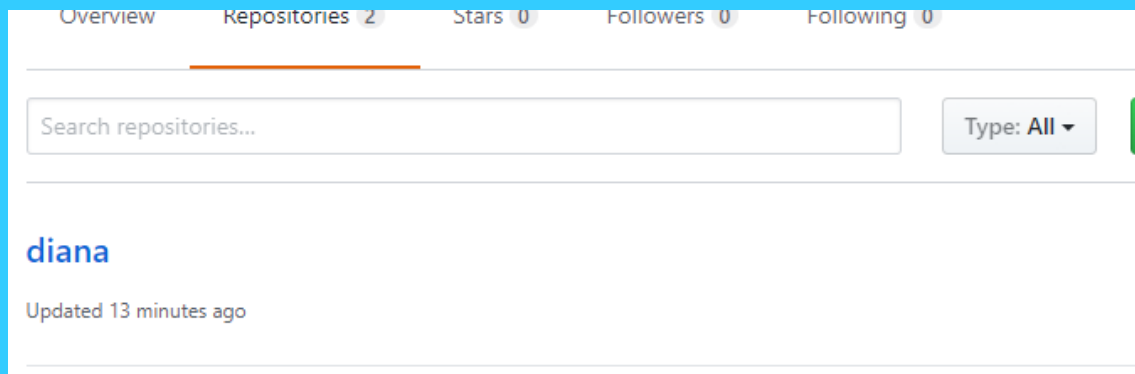 Overview Repositories 2 Stars 0 Followers 0 Following 0
Search repositories... Type: All
diana
Updated 13 minutes ago